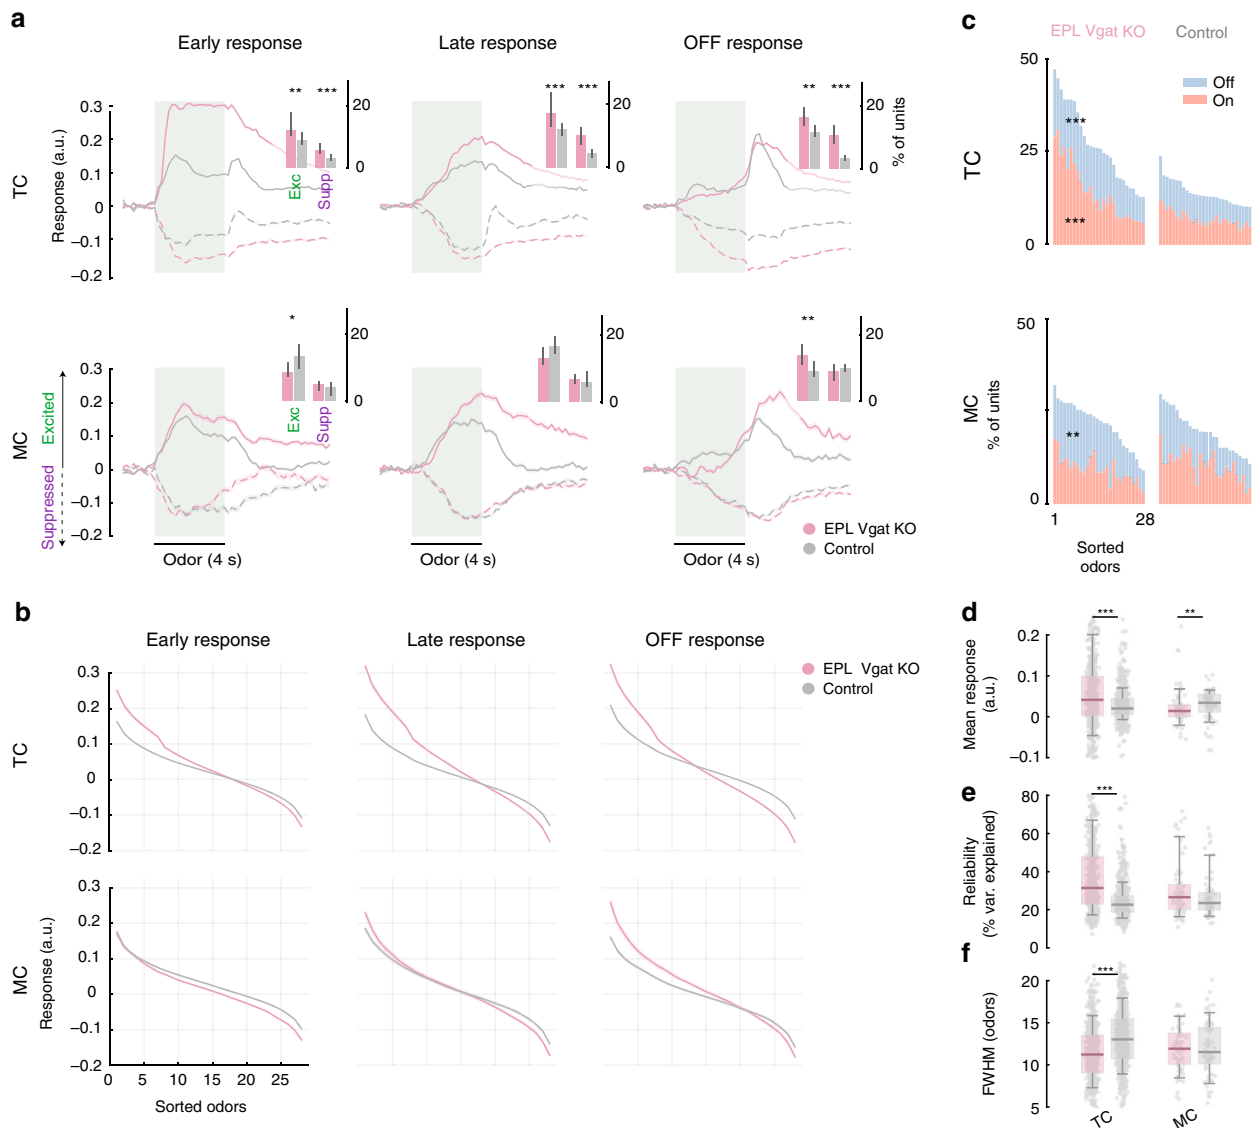 a
Early response
Late response
OFF response
TC
Response (a.u.)
0.3
0.2
0.1
0
−0.1
−0.2
**
***
20
0
Exc
Supp
***
***
20
0
**
***
20
0
% of units
MC
Suppressed
Excited
0.3
0.2
0.1
0
−0.1
−0.2
*
20
0
Exc
Supp
20
0
**
20
0
EPL Vgat KO
Control
Odor (4 s)
Odor (4 s)
Odor (4 s)
b
Early response
Late response
OFF response
EPL Vgat KO
Control
TC
0.3
0.2
0.1
0
−0.1
−0.2
MC
Response (a.u.)
0.3
0.2
0.1
0
−0.1
−0.2
0
5
10
15
20
25
Sorted odors
c
EPL Vgat KO
Control
Off
On
TC
50
25
0
***
***
MC
% of units
50
0
**
1
28
Sorted
odors
d
Mean response
(a.u.)
0.2
0.1
0
−0.1
***
**
e
Reliability
(% var. explained)
80
60
40
20
0
***
f
FWHM (odors)
20
15
10
5
***
TC
MC